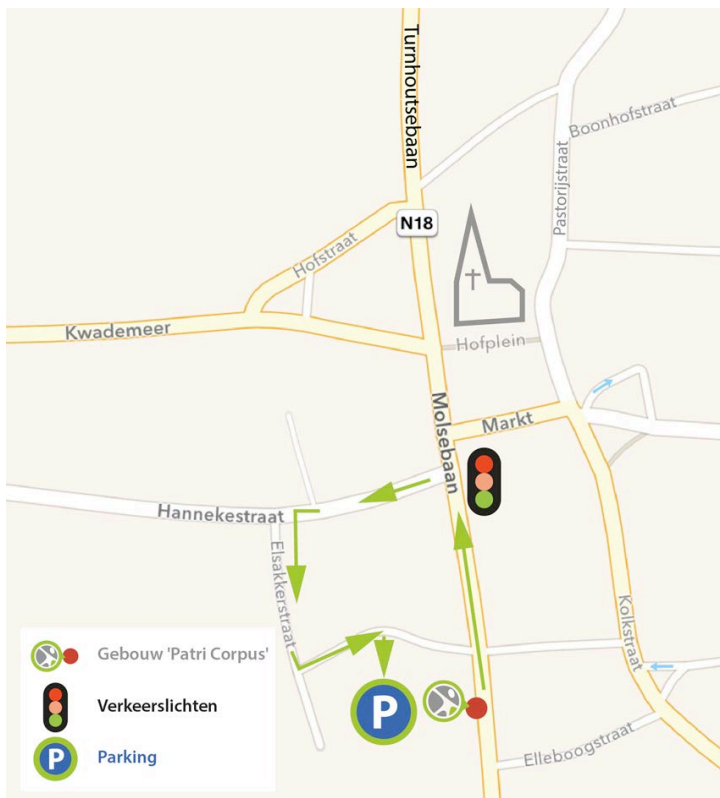 Turnhoutsebaan
Boonhofstraat
Pastorijstraat
N18
Hofstraat
Kwademeer
Hofplein
Molsebaan
Markt
Hannekestraat
Elsakkerstraat
Kolkstraat
Gebouw 'Patri Corpus'
Verkeerslichten
P
P
Parking
Elleboogstraat